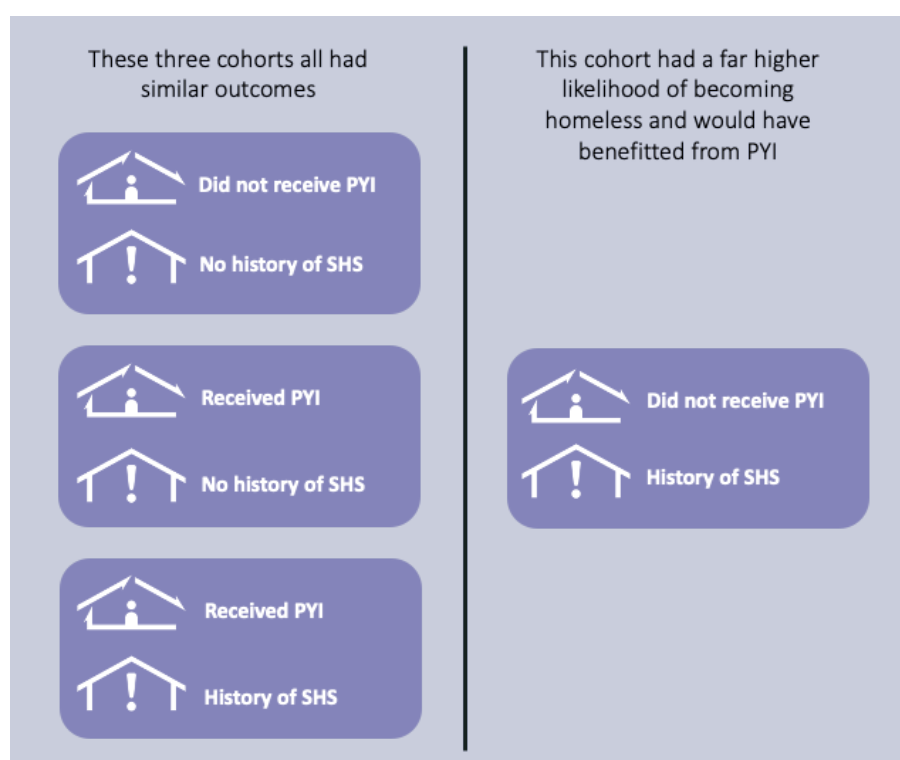 These three cohorts all had
similar outcomes
Did not receive PYI
No history of SHS
Received PYI
No history of SHS
Received PYI
History of SHS
This cohort had a far higher
likelihood of becoming
homeless and would have
benefitted from PYI
Did not receive PYI
History of SHS